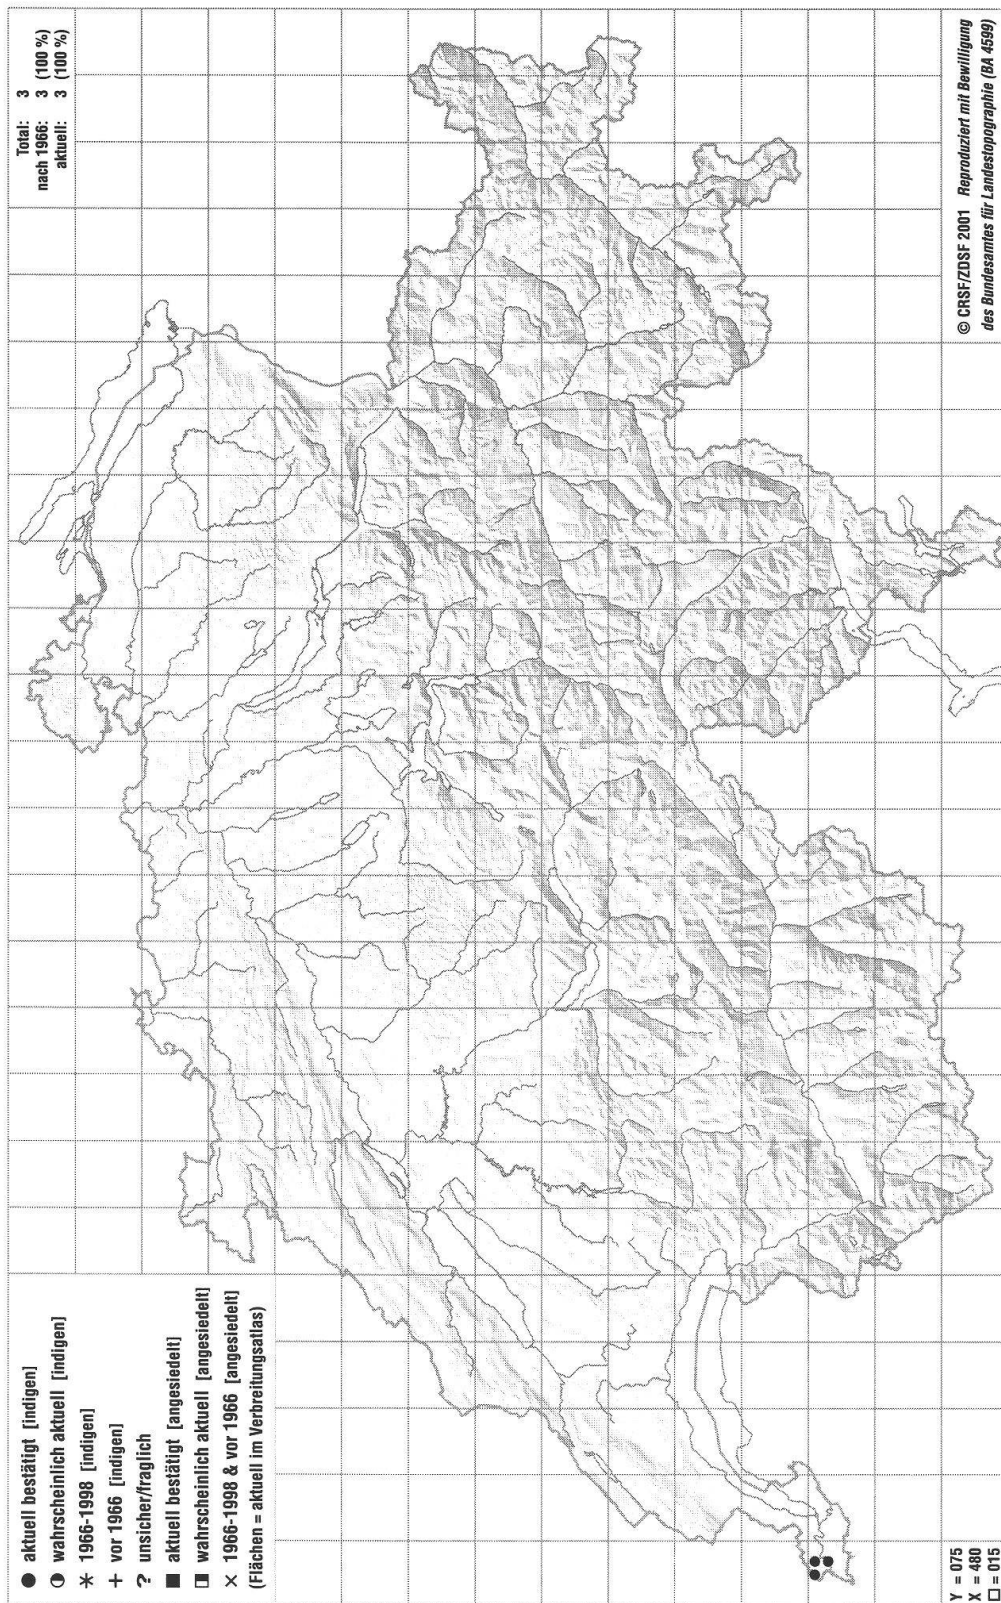 ● aktuell bestätigt [indigen]
◐ wahrscheinlich aktuell [indigen]
✳ 1966-1998 [indigen]
+ vor 1966 [indigen]
? unsicher/fraglich
■ aktuell bestätigt [angesiedelt]
◨ wahrscheinlich aktuell [angesiedelt]
× 1966-1998 & vor 1966 [angesiedelt]
(Flächen = aktuell im Verbreitungsatlas)
Total: 3
nach 1966: 3 (100 %)
aktuell: 3 (100 %)
Y = 075
X = 480
□ = 015
© CRSF/ZDSF 2001 Reproduziert mit Bewilligung
des Bundesamtes für Landestopographie (BA 4599)